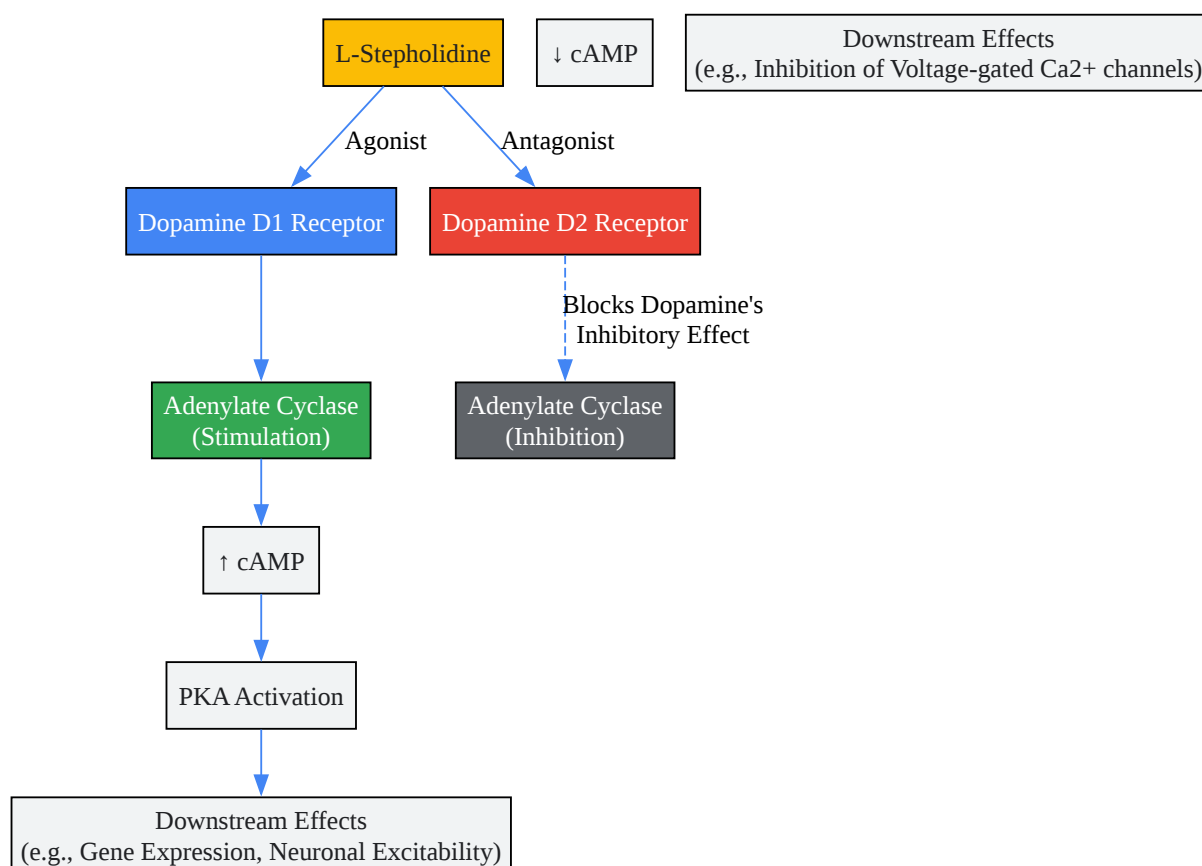 L-Stepholidine
↓ cAMP
Downstream Effects
(e.g., Inhibition of Voltage-gated Ca2+ channels)
Agonist
Antagonist
Dopamine D1 Receptor
Dopamine D2 Receptor
Blocks Dopamine's
Inhibitory Effect
Adenylate Cyclase
(Stimulation)
Adenylate Cyclase
(Inhibition)
↑ cAMP
PKA Activation
Downstream Effects
(e.g., Gene Expression, Neuronal Excitability)